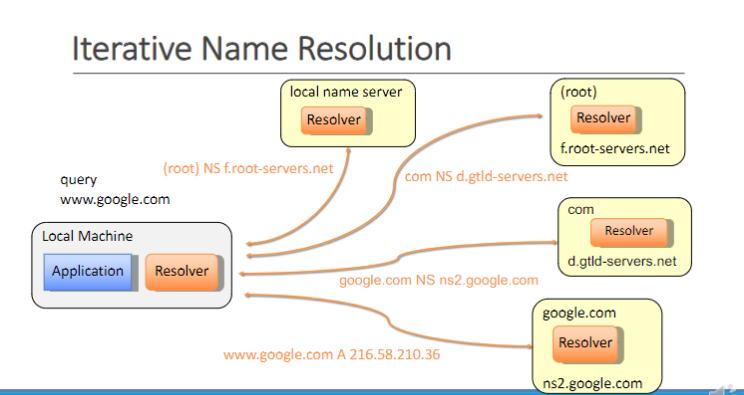 Iterative Name Resolution
local name server
Resolver
(root)
Resolver
f.root-servers.net
(root) NS f.root-servers.net
com NS d.gtld-servers.net
query
www.google.com
com
Resolver
d.gtld-servers.net
Local Machine
Application
Resolver
google.com NS ns2.google.com
google.com
Resolver
ns2.google.com
www.google.com A 216.58.210.36